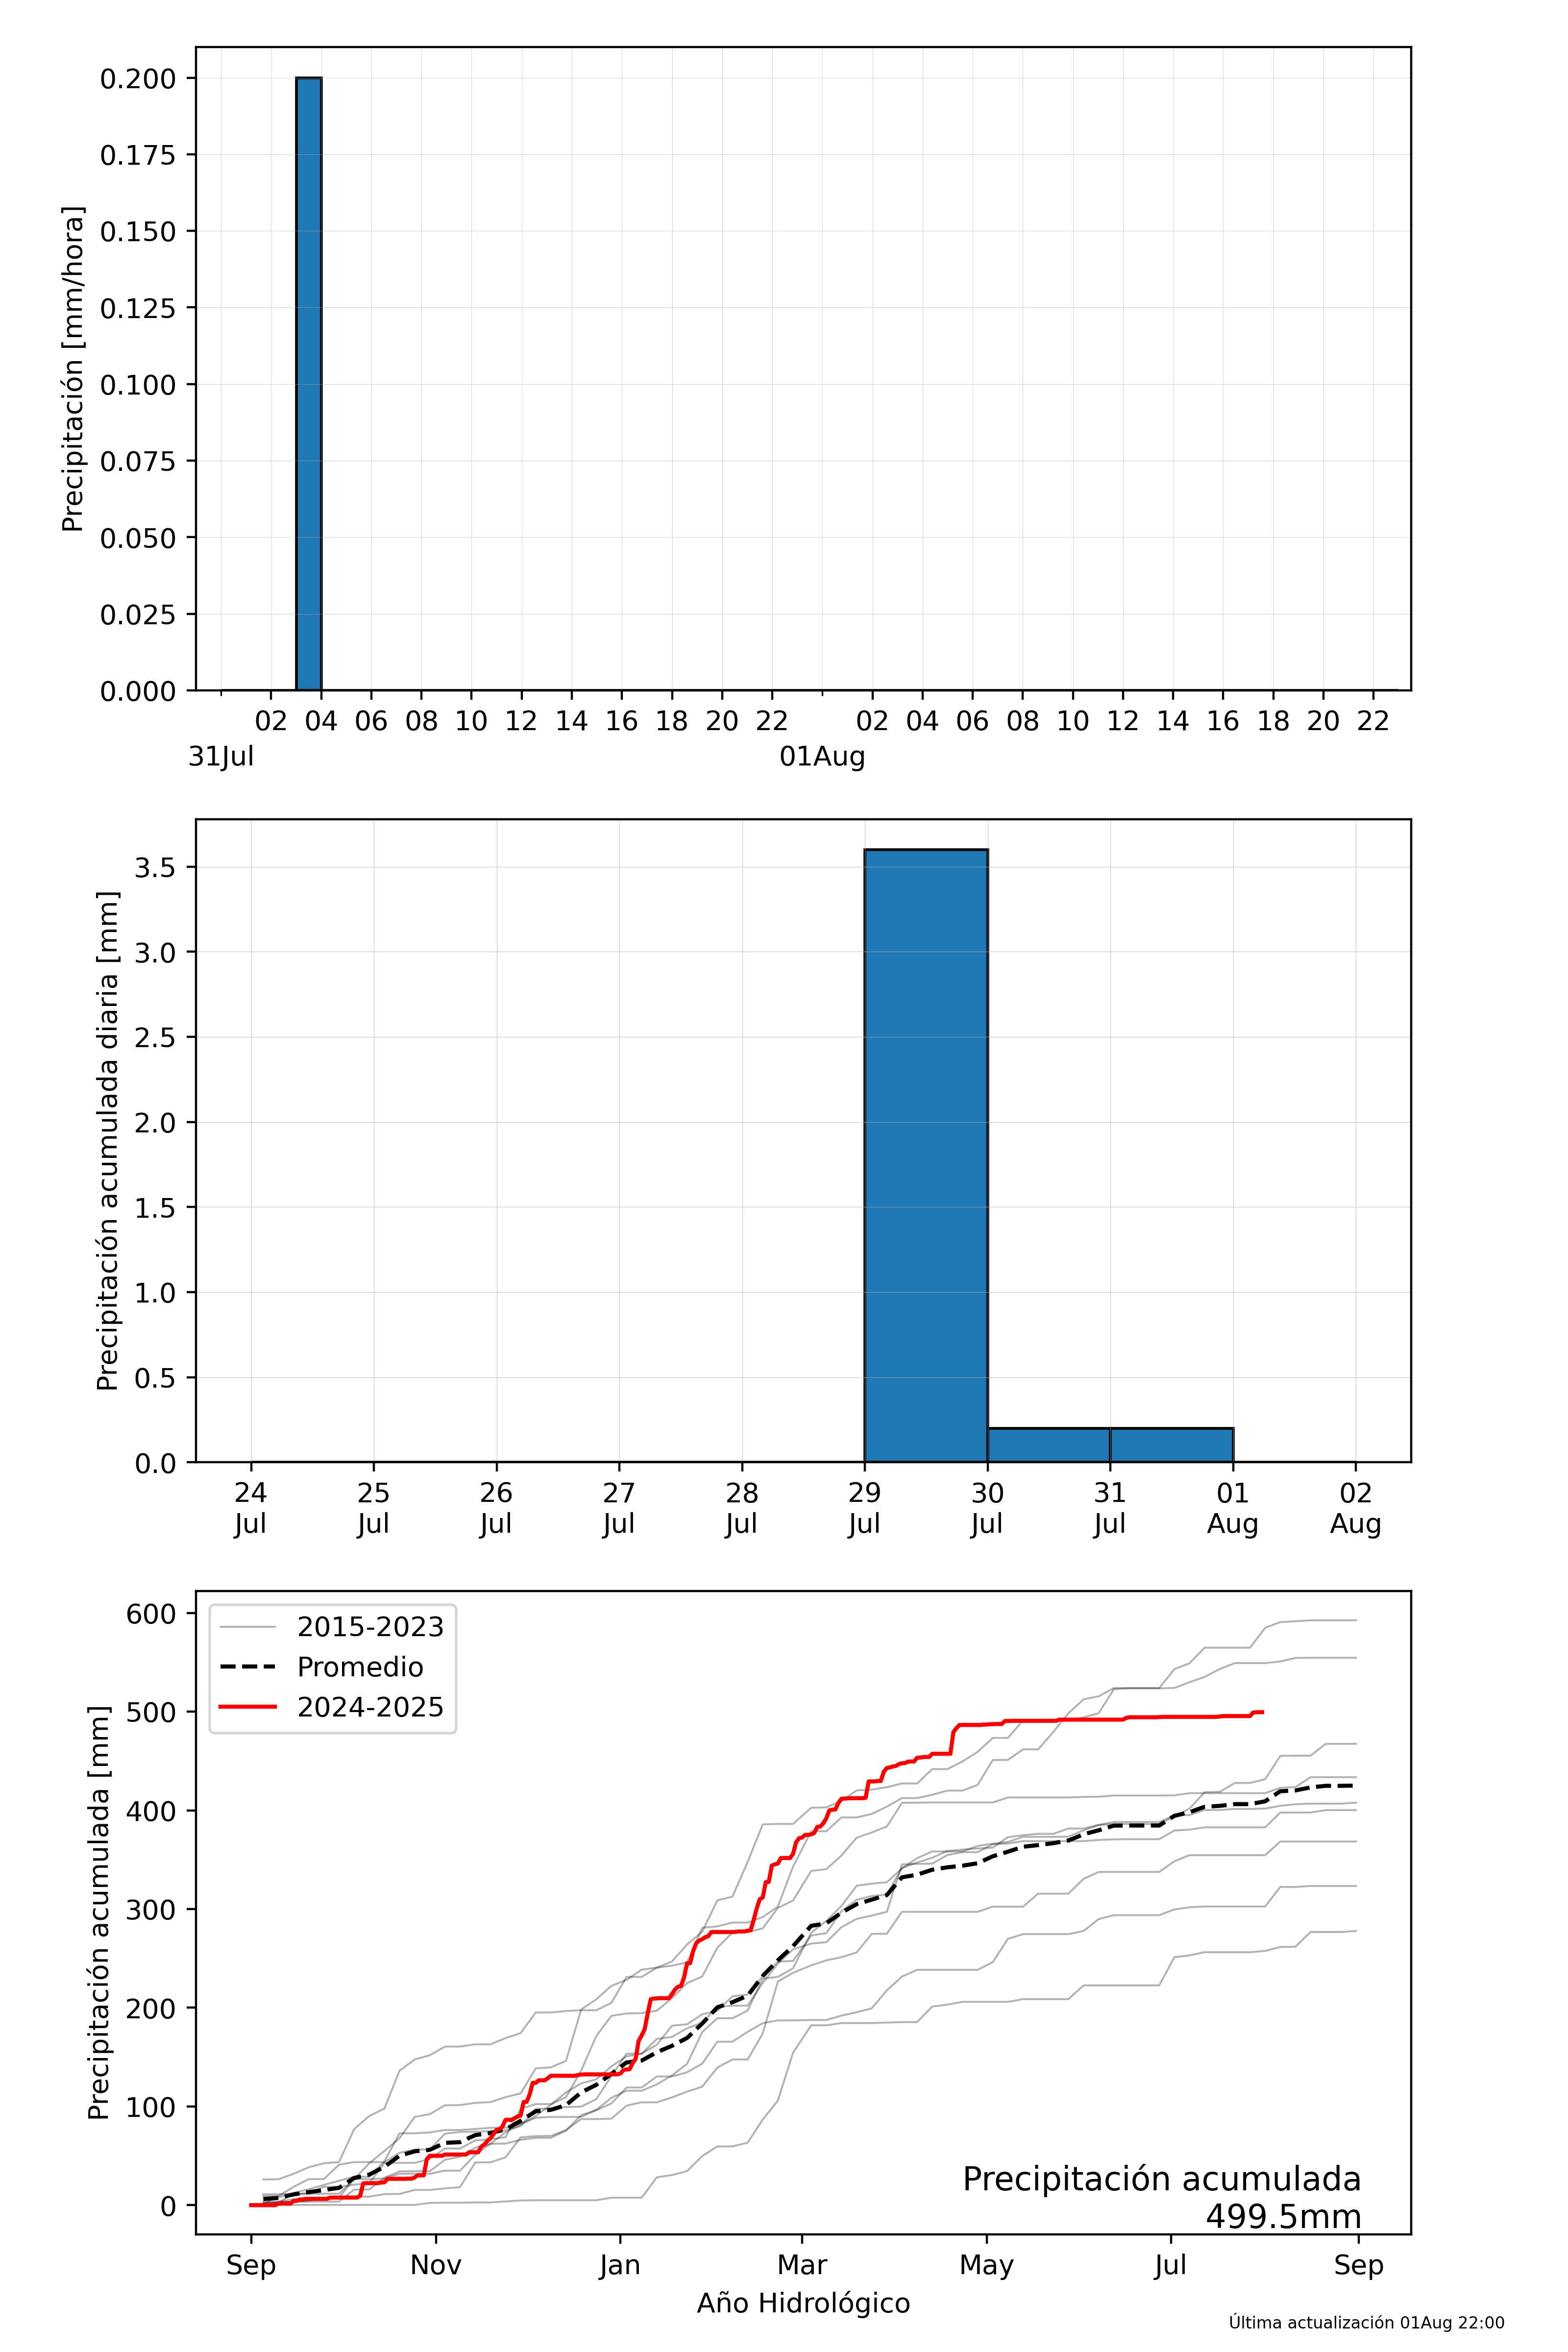 0.200
0.175
0.150
0.125
0.100
0.075
0.050
0.025
0.000
Precipitación [mm/hora]
02 04 06 08 10 12 14 16 18 20 22 02 04 06 08 10 12 14 16 18 20 22
31Jul 01Aug
3.5
3.0
2.5
2.0
1.5
1.0
0.5
0.0
Precipitación acumulada diaria [mm]
24 25 26 27 28 29 30 31 01 02
Jul Jul Jul Jul Jul Jul Jul Jul Aug Aug
600
500
400
300
200
100
0
Precipitación acumulada [mm]
2015-2023
Promedio
2024-2025
Precipitación acumulada
499.5mm
Sep Nov Jan Mar May Jul Sep
Año Hidrológico
Última actualización 01Aug 22:00